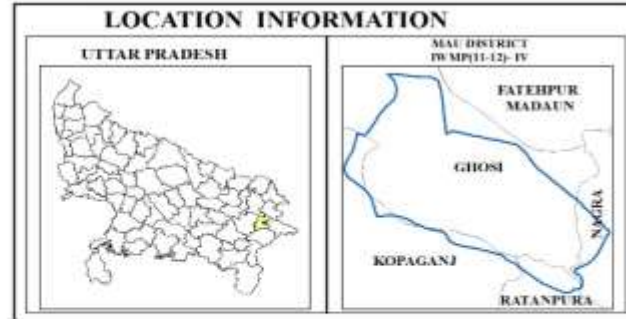 LOCATION INFORMATION
UTTAR PRADESH
MAU DISTRICT
IWMP(11-12)- IV
FATEHPUR
MADAUN
GHOSI
NAGRA
KOPAGANJ
RATANPURA